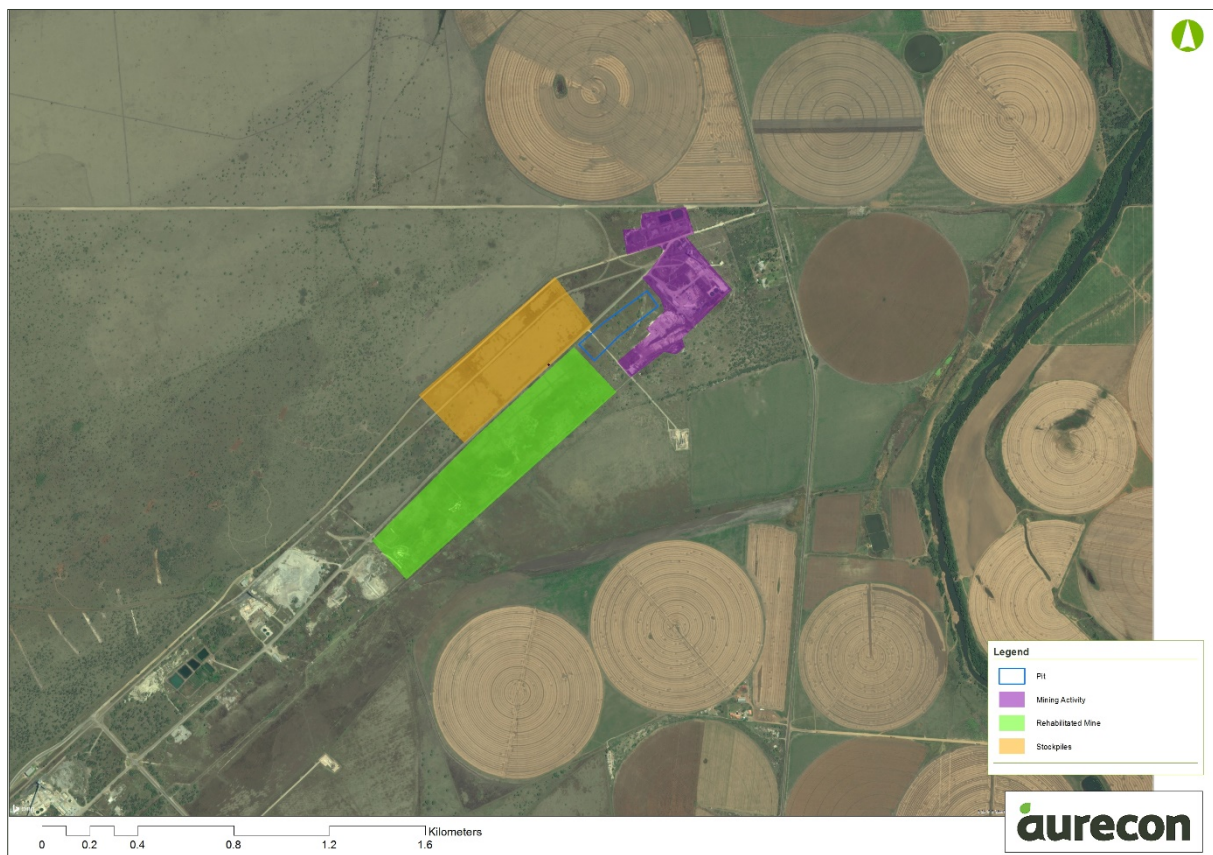 Legend
Pit
Mining Activity
Rehabilitated Mine
Stockpiles
Kilometers
0 0.2 0.4 0.8 1.2 1.6
aurecon